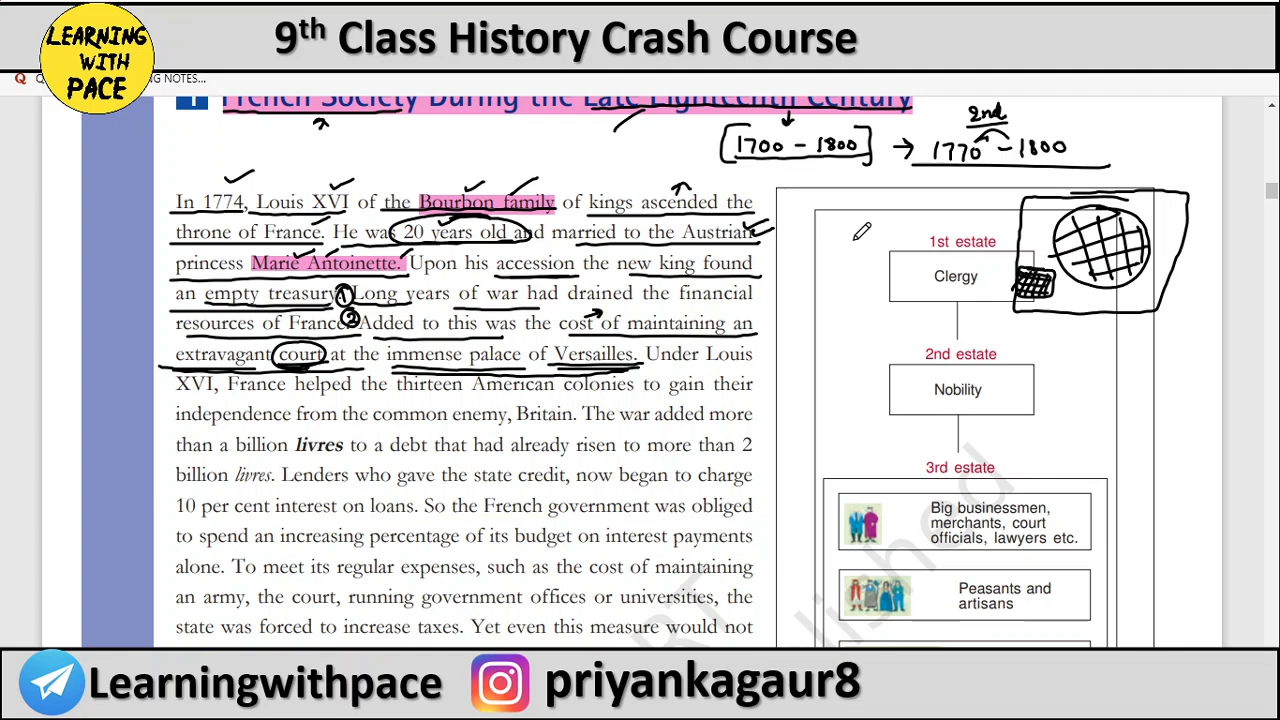 LEARNING
WITH
PACE
9th Class History Crash Course
NOTES...
1 French Society During the Late Eighteenth Century
2nd
[1700 - 1800] → 1770 - 1800
In 1774, Louis XVI of the Bourbon family of kings ascended the
throne of France. He was 20 years old and married to the Austrian
princess Marie Antoinette. Upon his accession the new king found
an empty treasury. ① Long years of war had drained the financial
resources of France. ② Added to this was the cost of maintaining an
extravagant court at the immense palace of Versailles. Under Louis
XVI, France helped the thirteen American colonies to gain their
independence from the common enemy, Britain. The war added more
than a billion livres to a debt that had already risen to more than 2
billion livres. Lenders who gave the state credit, now began to charge
10 per cent interest on loans. So the French government was obliged
to spend an increasing percentage of its budget on interest payments
alone. To meet its regular expenses, such as the cost of maintaining
an army, the court, running government offices or universities, the
state was forced to increase taxes. Yet even this measure would not
1st estate
Clergy
2nd estate
Nobility
3rd estate
Big businessmen,
merchants, court
officials, lawyers etc.
Peasants and
artisans
Learningwithpace
priyankagaur8